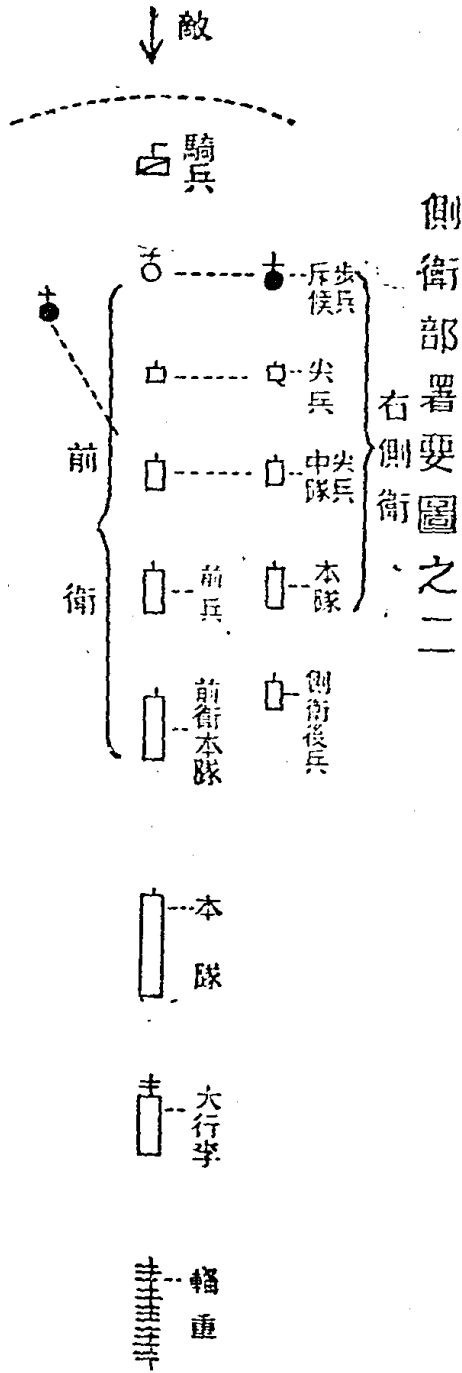 側衛部署要圖之二
敵
騎兵
步兵
斥候
尖兵
尖兵
中隊
本隊
側衛後兵
右側衛
前兵
前衛本隊
前衛
本隊
大行李
輜重